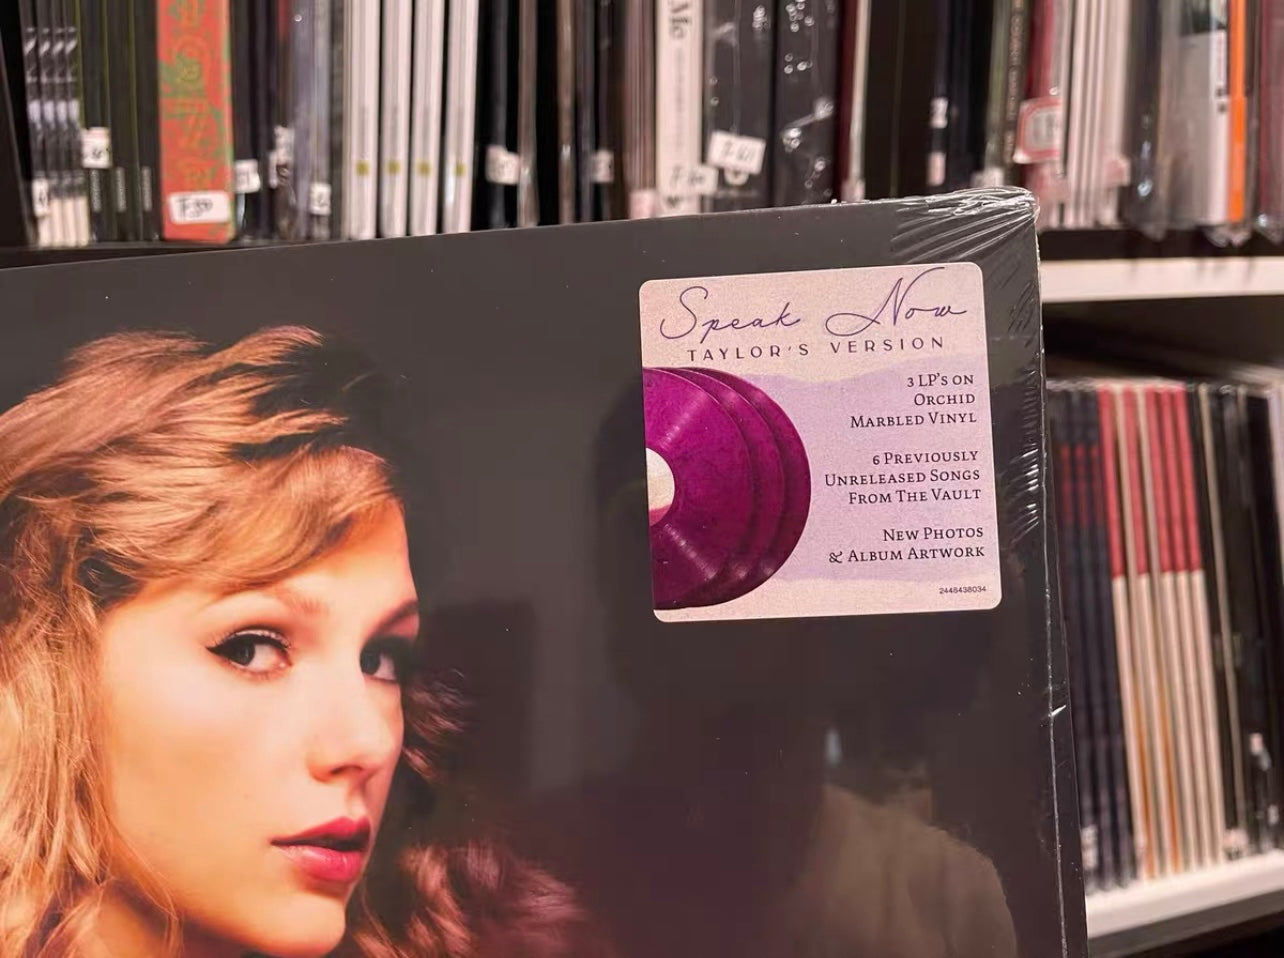 Me
Speak Now
TAYLOR'S VERSION
3 LP's on
Orchid
Marbled Vinyl
6 Previously
Unreleased Songs
From The Vault
New Photos
& Album Artwork
2448438034